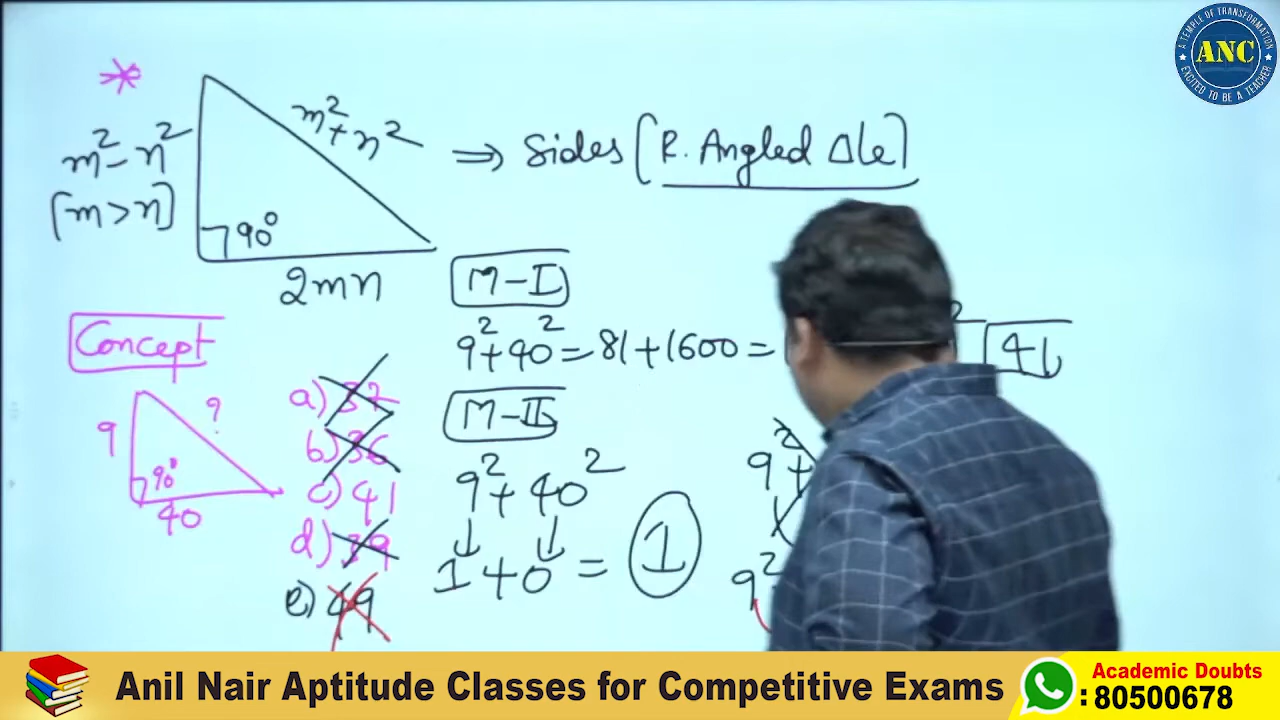 A TEMPLE OF TRANSFORMATION
ANC
EXCITED TO BE A TEACHER
m²+n²
m²-n²
[m>n]
90°
2mn
⇒ Sides [R. Angled Δle]
Concept
9
?
90°
40
a) 32
b) 36
c) 41
d) 39
e) 49
M-I
9²+40² = 81+1600 =
41
M-II
9²+40²
1+0 = 1
9²+
9²
Anil Nair Aptitude Classes for Competitive Exams
Academic Doubts
:80500678